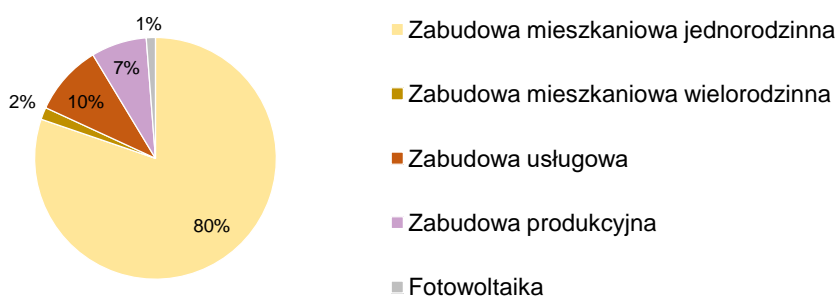 1%
7%
10%
2%
80%
Zabudowa mieszkaniowa jednorodzinna
Zabudowa mieszkaniowa wielorodzinna
Zabudowa usługowa
Zabudowa produkcyjna
Fotowoltaika